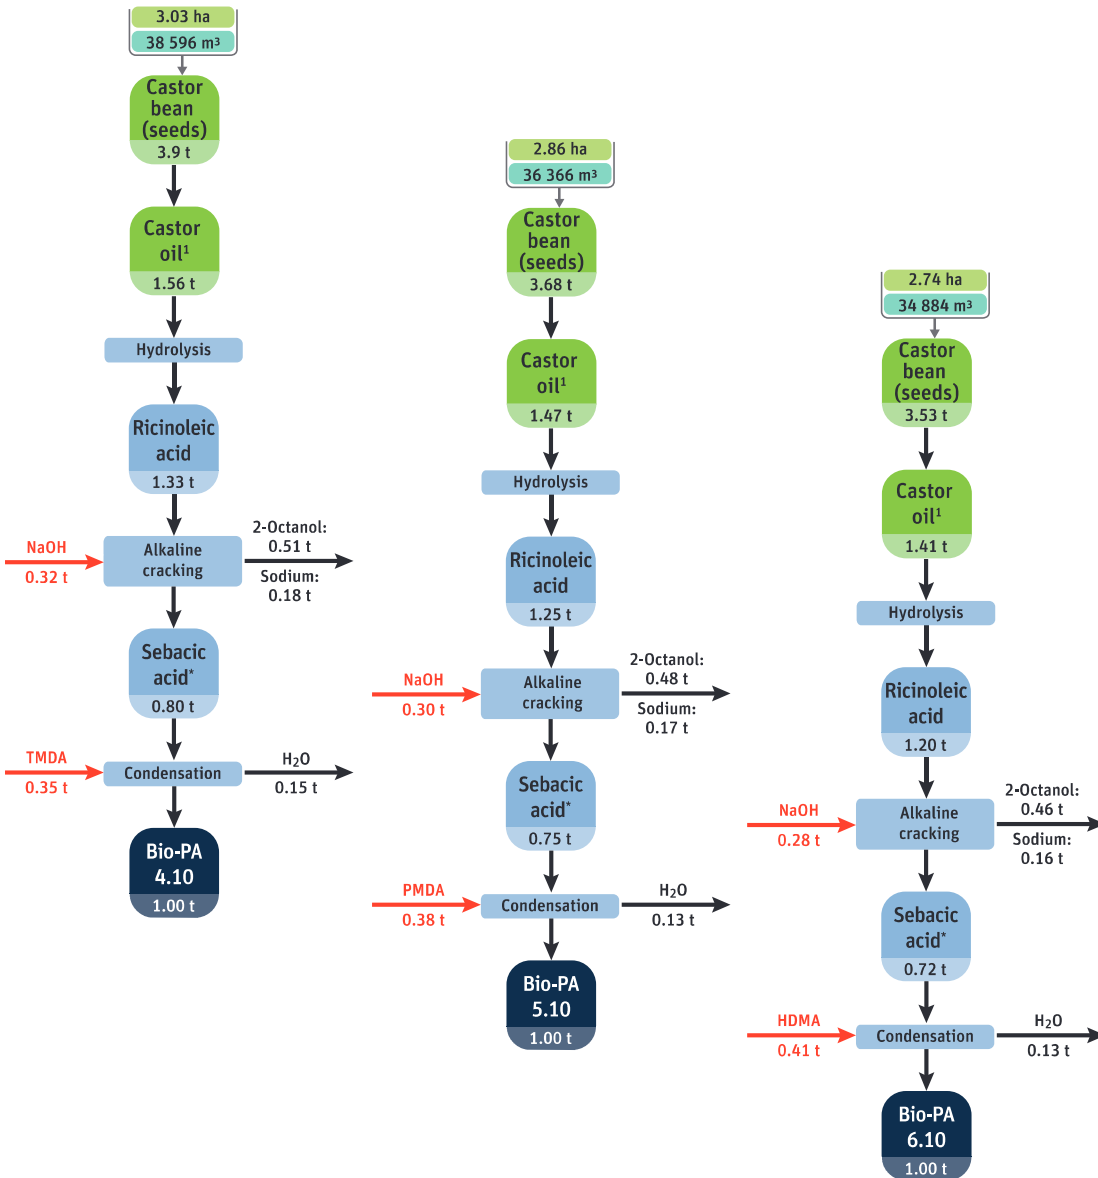 3.03 ha
38 596 m³
Castor
bean
(seeds)
3.9 t
Castor
oil¹
1.56 t
Hydrolysis
Ricinoleic
acid
1.33 t
NaOH
0.32 t
Alkaline
cracking
2-Octanol:
0.51 t
Sodium:
0.18 t
Sebacic
acid*
0.80 t
TMDA
0.35 t
Condensation
H₂O
0.15 t
Bio-PA
4.10
1.00 t
2.86 ha
36 366 m³
Castor
bean
(seeds)
3.68 t
Castor
oil¹
1.47 t
Hydrolysis
Ricinoleic
acid
1.25 t
NaOH
0.30 t
Alkaline
cracking
2-Octanol:
0.48 t
Sodium:
0.17 t
Sebacic
acid*
0.75 t
PMDA
0.38 t
Condensation
H₂O
0.13 t
Bio-PA
5.10
1.00 t
2.74 ha
34 884 m³
Castor
bean
(seeds)
3.53 t
Castor
oil¹
1.41 t
Hydrolysis
Ricinoleic
acid
1.20 t
NaOH
0.28 t
Alkaline
cracking
2-Octanol:
0.46 t
Sodium:
0.16 t
Sebacic
acid*
0.72 t
HDMA
0.41 t
Condensation
H₂O
0.13 t
Bio-PA
6.10
1.00 t